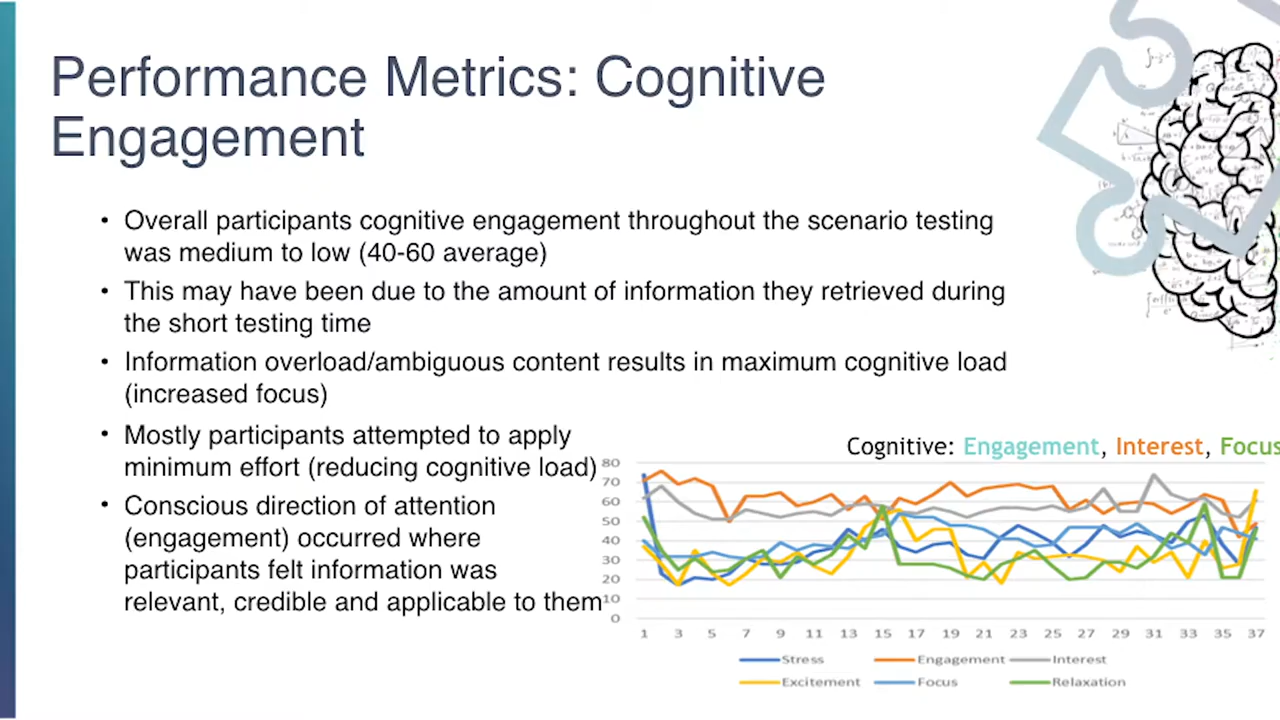 Performance Metrics: Cognitive
Engagement
• Overall participants cognitive engagement throughout the scenario testing
was medium to low (40-60 average)
• This may have been due to the amount of information they retrieved during
the short testing time
• Information overload/ambiguous content results in maximum cognitive load
(increased focus)
• Mostly participants attempted to apply
minimum effort (reducing cognitive load)
• Conscious direction of attention
(engagement) occurred where
participants felt information was
relevant, credible and applicable to them
Cognitive: Engagement, Interest, Focus
80
70
60
50
40
30
20
10
0
1 3 5 7 9 11 13 15 17 19 21 23 25 27 29 31 33 35 37
Stress Engagement Interest
Excitement Focus Relaxation